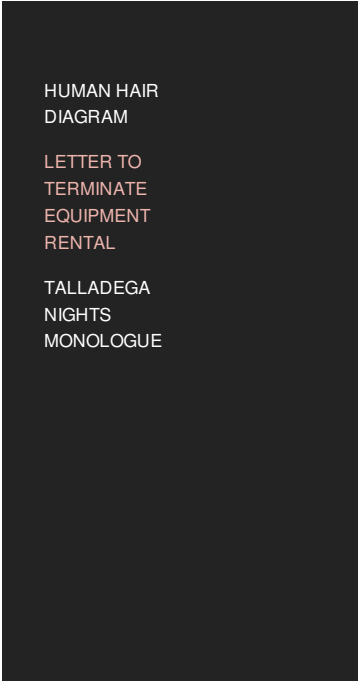 HUMAN HAIR
DIAGRAM
LETTER TO
TERMINATE
EQUIPMENT
RENTAL
TALLADEGA
NIGHTS
MONOLOGUE